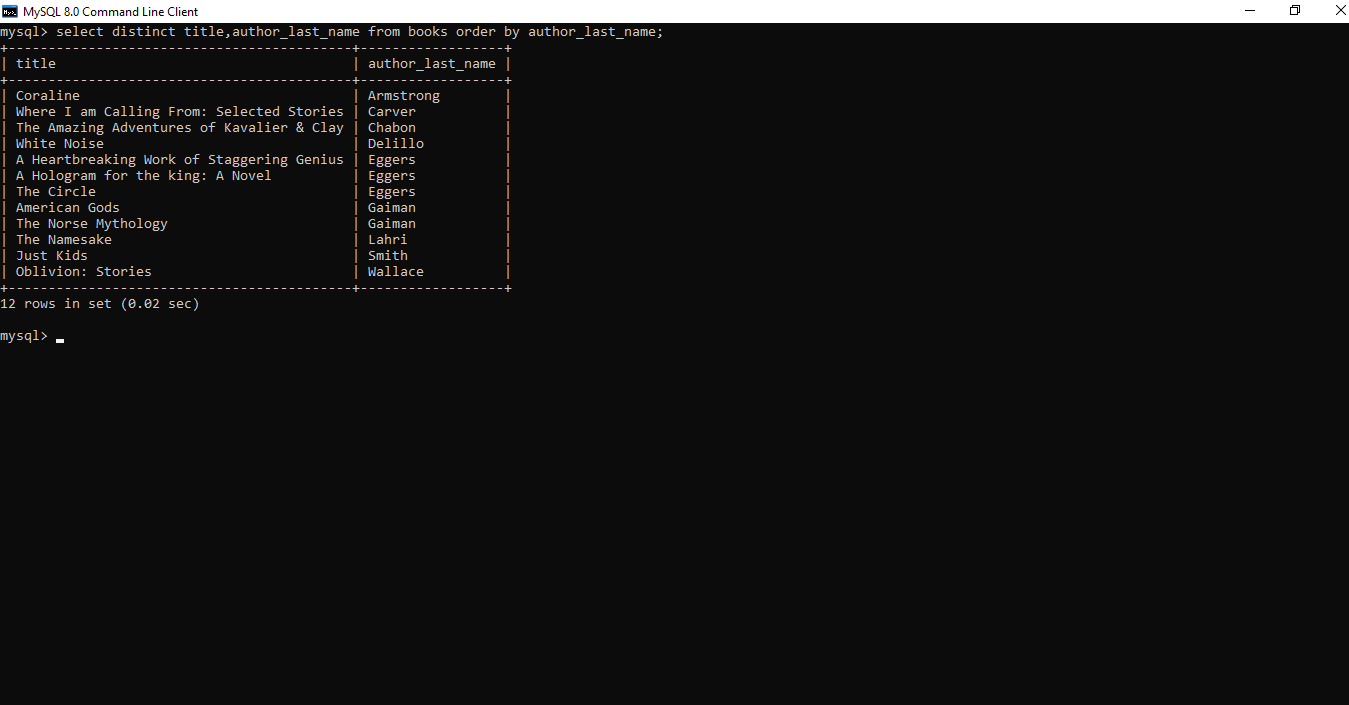 MySQL 8.0 Command Line Client
mysql> select distinct title,author_last_name from books order by author_last_name;
+-------------------------------------------+------------------+
| title                                     | author_last_name |
+-------------------------------------------+------------------+
| Coraline                                  | Armstrong        |
| Where I am Calling From: Selected Stories | Carver           |
| The Amazing Adventures of Kavalier & Clay | Chabon           |
| White Noise                               | Delillo          |
| A Heartbreaking Work of Staggering Genius | Eggers           |
| A Hologram for the king: A Novel          | Eggers           |
| The Circle                                | Eggers           |
| American Gods                             | Gaiman           |
| The Norse Mythology                       | Gaiman           |
| The Namesake                              | Lahri            |
| Just Kids                                 | Smith            |
| Oblivion: Stories                         | Wallace          |
+-------------------------------------------+------------------+
12 rows in set (0.02 sec)
mysql>